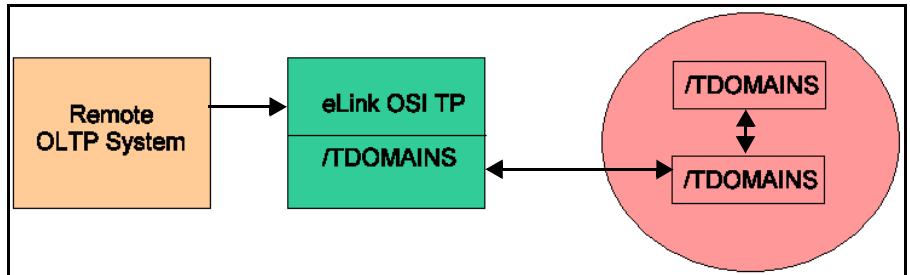 Remote
OLTP System
eLink OSI TP
/TDOMAINS
/TDOMAINS
/TDOMAINS